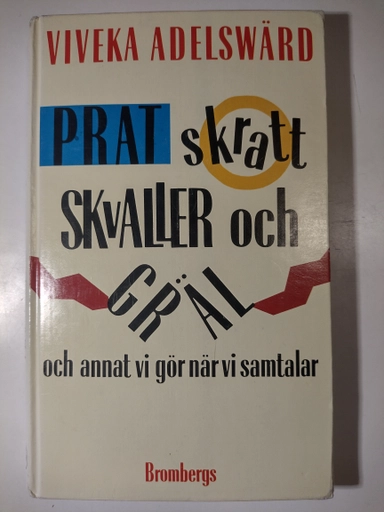 VIVEKA ADELSWÄRD
PRAT skratt
SKVALLER och
GRÄL
och annat vi gör när vi samtalar
Brombergs